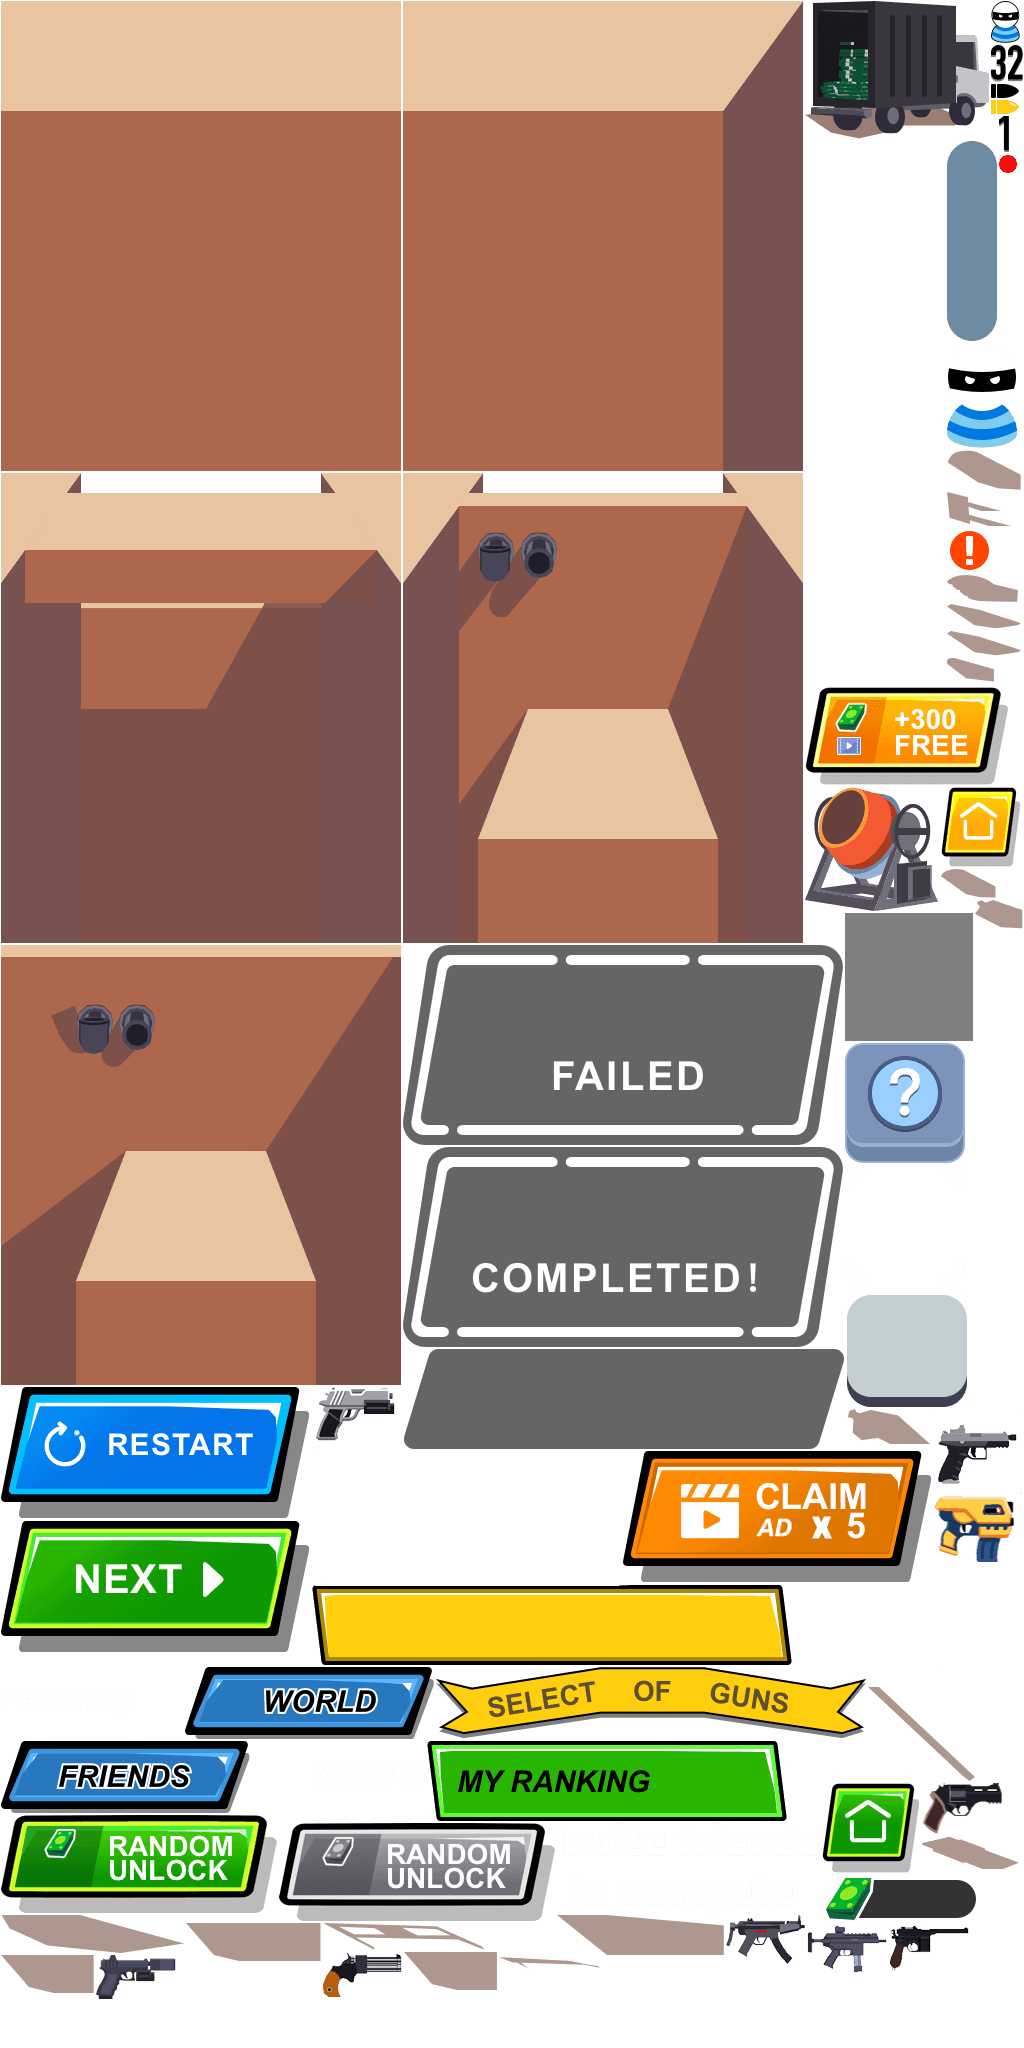 32
1
+300
FREE
?
FAILED
COMPLETED!
RESTART
CLAIM
AD X 5
NEXT
WORLD
SELECT OF GUNS
FRIENDS
MY RANKING
RANDOM
UNLOCK
RANDOM
UNLOCK